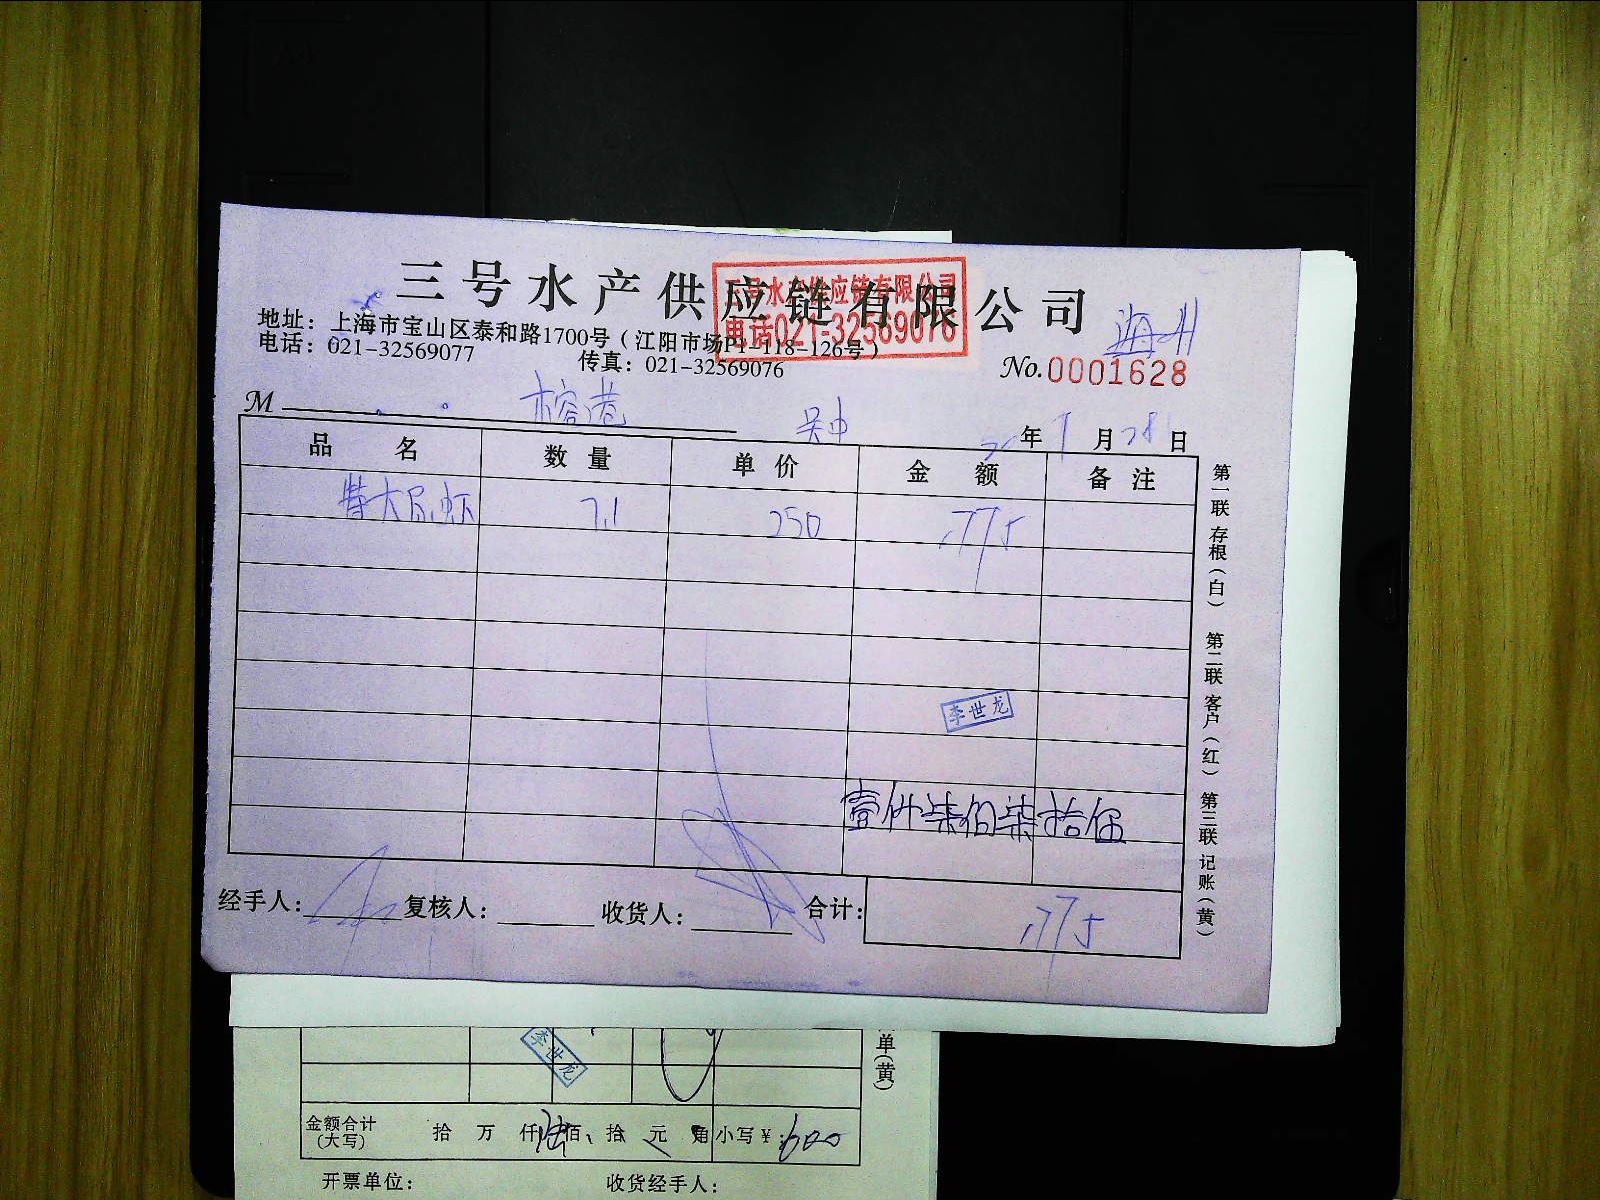 三号水产供应链有限公司
三号水产供应链有限公司
电话021-32569076
地址：上海市宝山区泰和路1700号（江阳市场P1-118-126号）
电话：021-32569077 传真：021-32569076
No.0001628
M 榕港
年 月 日
品名 数量 单价 金额 备注
特大尿虾 7.1 250 1775
李世龙
壹仟柒佰柒拾伍
经手人： 复核人： 收货人： 合计：1775
第一联存根（白） 第二联客户（红） 第三联记账（黄）
李世龙
单（黄）
金额合计（大写） 拾 万 仟 陆 佰 拾 元 角 小写￥：600
开票单位： 收货经手人：